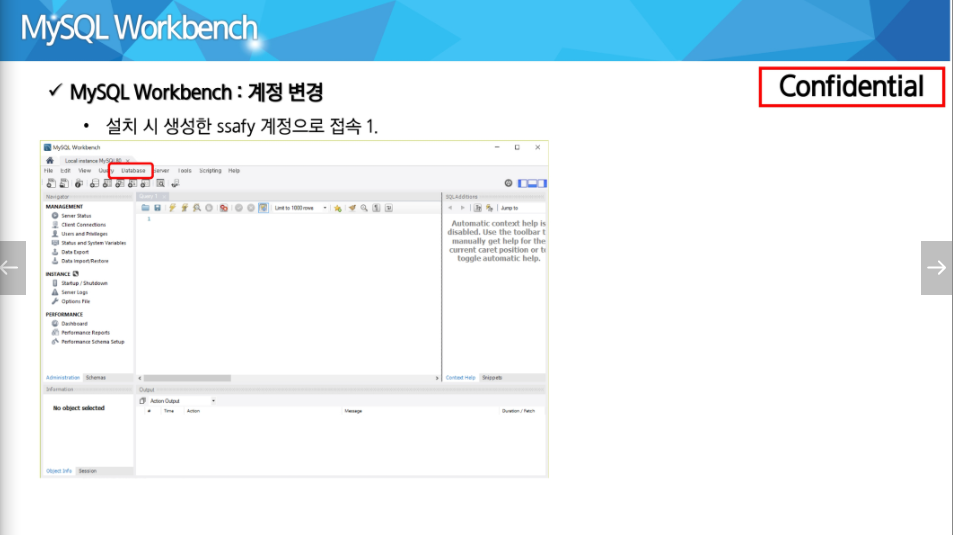 MySQL Workbench
Confidential
✓ MySQL Workbench : 계정 변경
• 설치 시 생성한 ssafy 계정으로 접속 1.
MySQL Workbench
Local instance MySQL80
File Edit View Query Database Server Tools Scripting Help
Navigator
MANAGEMENT
Server Status
Client Connections
Users and Privileges
Status and System Variables
Data Export
Data Import/Restore
INSTANCE
Startup / Shutdown
Server Logs
Options File
PERFORMANCE
Dashboard
Performance Reports
Performance Schema Setup
Administration Schemas
Information
No object selected
Object Info Session
Limit to 1000 rows
1
SQLAdditions
Jump to
Automatic context help is
disabled. Use the toolbar t
manually get help for the
current caret position or to
toggle automatic help.
Context Help Snippets
Output
Action Output
# Time Action Message Duration / Fetch